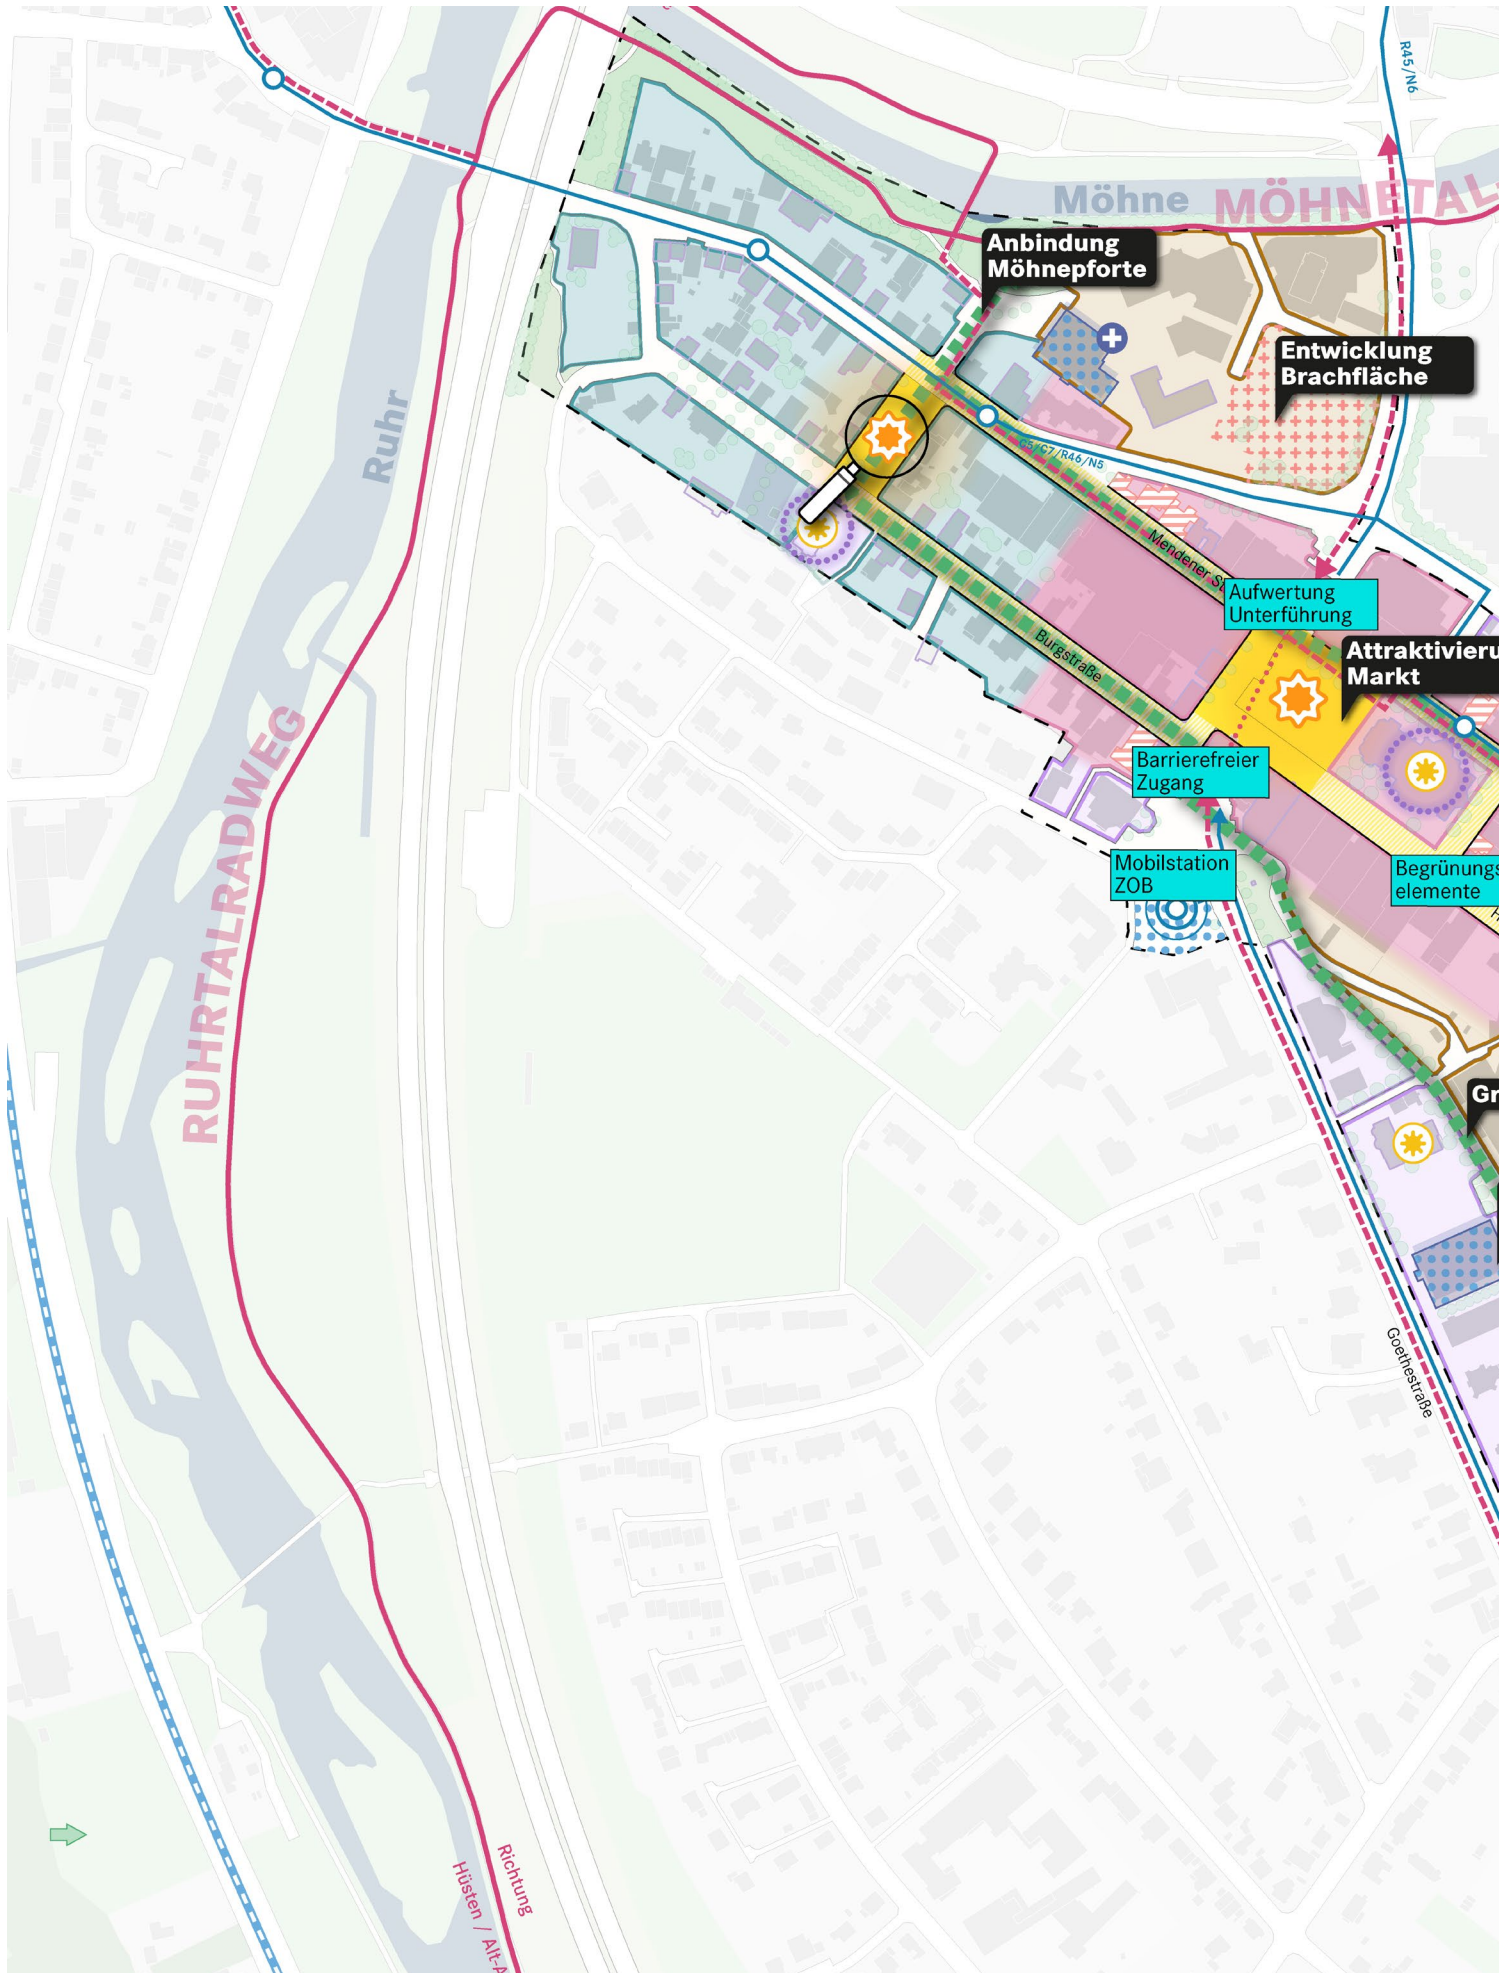 R45/N6
Möhne
MÖHNETAL-
Anbindung
Möhnepforte
Entwicklung
Brachfläche
Ruhr
C5/C7/R46/N5
Mendener St
Aufwertung
Unterführung
Burgstraße
Attraktivieru
Markt
Barrierefreier
Zugang
RUHRTALRADWEG
Mobilstation
ZOB
Begrünungs
elemente
H
Gr
Goethestraße
Richtung
Hüsten / Alt-A